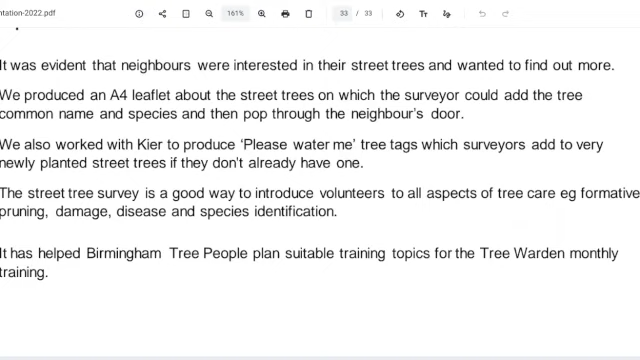 ntation-2022.pdf
161%
33 / 33
It was evident that neighbours were interested in their street trees and wanted to find out more.
We produced an A4 leaflet about the street trees on which the surveyor could add the tree
common name and species and then pop through the neighbour's door.
We also worked with Kier to produce 'Please water me' tree tags which surveyors add to very
newly planted street trees if they don't already have one.
The street tree survey is a good way to introduce volunteers to all aspects of tree care eg formative
pruning, damage, disease and species identification.
It has helped Birmingham Tree People plan suitable training topics for the Tree Warden monthly
training.